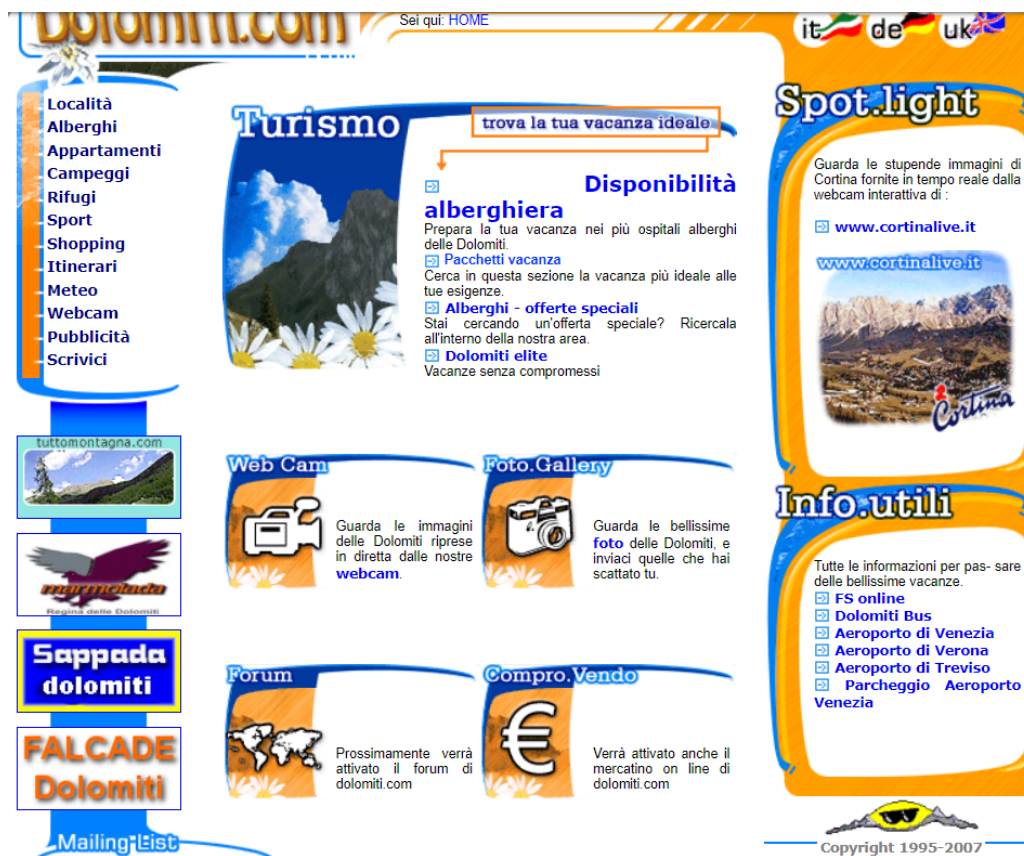 Dolomiti.com
Sei qui: HOME
it de uk
Località
Alberghi
Appartamenti
Campeggi
Rifugi
Sport
Shopping
Itinerari
Meteo
Webcam
Pubblicità
Scrivici
tuttomontagna.com
marmolada
Regina delle Dolomiti
Sappada
dolomiti
FALCADE
Dolomiti
Mailing List
Turismo
trova la tua vacanza ideale
Disponibilità
alberghiera
Prepara la tua vacanza nei più ospitali alberghi
delle Dolomiti.
Pacchetti vacanza
Cerca in questa sezione la vacanza più ideale alle
tue esigenze.
Alberghi - offerte speciali
Stai cercando un'offerta speciale? Ricercala
all'interno della nostra area.
Dolomiti elite
Vacanze senza compromessi
Web Cam
Guarda le immagini
delle Dolomiti riprese
in diretta dalle nostre
webcam.
Foto.Gallery
Guarda le bellissime
foto delle Dolomiti, e
inviaci quelle che hai
scattato tu.
Forum
Prossimamente verrà
attivato il forum di
dolomiti.com
Compro.Vendo
€
Verrà attivato anche il
mercatino on line di
dolomiti.com
Spot.light
Guarda le stupende immagini di
Cortina fornite in tempo reale dalla
webcam interattiva di :
www.cortinalive.it
www.cortinalive.it
2
Cortina
Info.utili
Tutte le informazioni per pas- sare
delle bellissime vacanze.
FS online
Dolomiti Bus
Aeroporto di Venezia
Aeroporto di Verona
Aeroporto di Treviso
Parcheggio Aeroporto
Venezia
Copyright 1995-2007